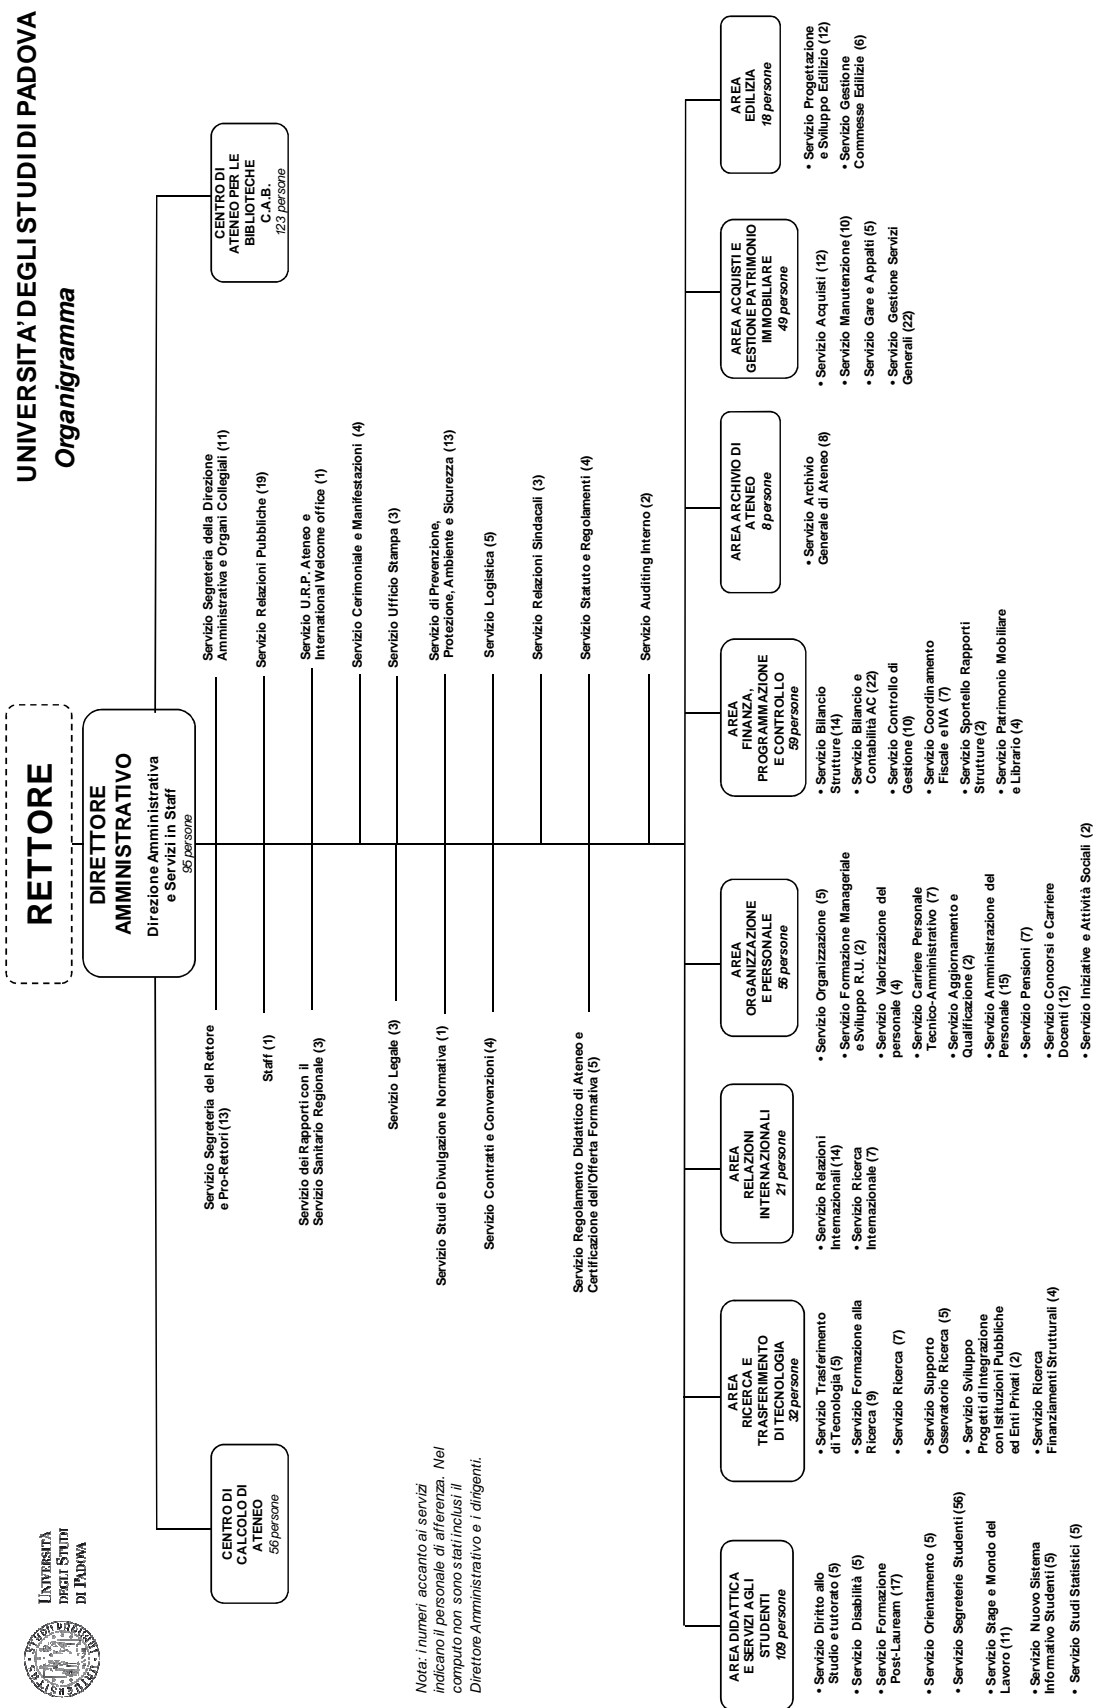 UNIVERSITÀ
DEGLI STUDI
DI PADOVA
UNIVERSITA' DEGLI STUDI DI PADOVA
Organigramma
RETTORE
DIRETTORE
AMMINISTRATIVO
Direzione Amministrativa
e Servizi in Staff
95 persone
CENTRO DI
CALCOLO DI
ATENEO
56 persone
CENTRO DI
ATENEO PER LE
BIBLIOTECHE
C.A.B.
123 persone
Servizio Segreteria del Rettore
e Pro-Rettori (13)
Staff (1)
Servizio dei Rapporti con il
Servizio Sanitario Regionale (3)
Servizio Legale (3)
Servizio Studi e Divulgazione Normativa (1)
Servizio Contratti e Convenzioni (4)
Servizio Regolamento Didattico di Ateneo e
Certificazione dell'Offerta Formativa (5)
Servizio Segreteria della Direzione
Amministrativa e Organi Collegiali (11)
Servizio Relazioni Pubbliche (19)
Servizio U.R.P. Ateneo e
International Welcome office (1)
Servizio Cerimoniale e Manifestazioni (4)
Servizio Ufficio Stampa (3)
Servizio di Prevenzione,
Protezione, Ambiente e Sicurezza (13)
Servizio Logistica (5)
Servizio Relazioni Sindacali (3)
Servizio Statuto e Regolamenti (4)
Servizio Auditing Interno (2)
Nota: i numeri accanto ai servizi
indicano il personale di afferenza. Nel
computo non sono stati inclusi il
Direttore Amministrativo e i dirigenti.
AREA DIDATTICA
E SERVIZI AGLI
STUDENTI
109 persone
• Servizio Diritto allo
Studio e tutorato (5)
• Servizio Disabilità (5)
• Servizio Formazione
Post-Lauream (17)
• Servizio Orientamento (5)
• Servizio Segreterie Studenti (56)
• Servizio Stage e Mondo del
Lavoro (11)
• Servizio Nuovo Sistema
Informativo Studenti (5)
• Servizio Studi Statistici (5)
AREA
RICERCA E
TRASFERIMENTO
DI TECNOLOGIA
32 persone
• Servizio Trasferimento
di Tecnologia (5)
• Servizio Formazione alla
Ricerca (9)
• Servizio Ricerca (7)
• Servizio Supporto
Osservatorio Ricerca (5)
• Servizio Sviluppo
Progetti di Integrazione
con Istituzioni Pubbliche
ed Enti Privati (2)
• Servizio Ricerca
Finanziamenti Strutturali (4)
AREA
RELAZIONI
INTERNAZIONALI
21 persone
• Servizio Relazioni
Internazionali (14)
• Servizio Ricerca
Internazionale (7)
AREA
ORGANIZZAZIONE
E PERSONALE
56 persone
• Servizio Organizzazione (5)
• Servizio Formazione Manageriale
e Sviluppo R.U. (2)
• Servizio Valorizzazione del
personale (4)
• Servizio Carriere Personale
Tecnico-Amministrativo (7)
• Servizio Aggiornamento e
Qualificazione (2)
• Servizio Amministrazione del
Personale (15)
• Servizio Pensioni (7)
• Servizio Concorsi e Carriere
Docenti (12)
• Servizio Iniziative e Attività Sociali (2)
AREA
FINANZA,
PROGRAMMAZIONE
E CONTROLLO
59 persone
• Servizio Bilancio
Strutture (14)
• Servizio Bilancio e
Contabilità AC (22)
• Servizio Controllo di
Gestione (10)
• Servizio Coordinamento
Fiscale e IVA (7)
• Servizio Sportello Rapporti
Strutture (2)
• Servizio Patrimonio Mobiliare
e Librario (4)
AREA ARCHIVIO DI
ATENEO
8 persone
• Servizio Archivio
Generale di Ateneo (8)
AREA ACQUISTI E
GESTIONE PATRIMONIO
IMMOBILIARE
49 persone
• Servizio Acquisti (12)
• Servizio Manutenzione (10)
• Servizio Gare e Appalti (5)
• Servizio Gestione Servizi
Generali (22)
AREA
EDILIZIA
18 persone
• Servizio Progettazione
e Sviluppo Edilizio (12)
• Servizio Gestione
Commesse Edilizie (6)